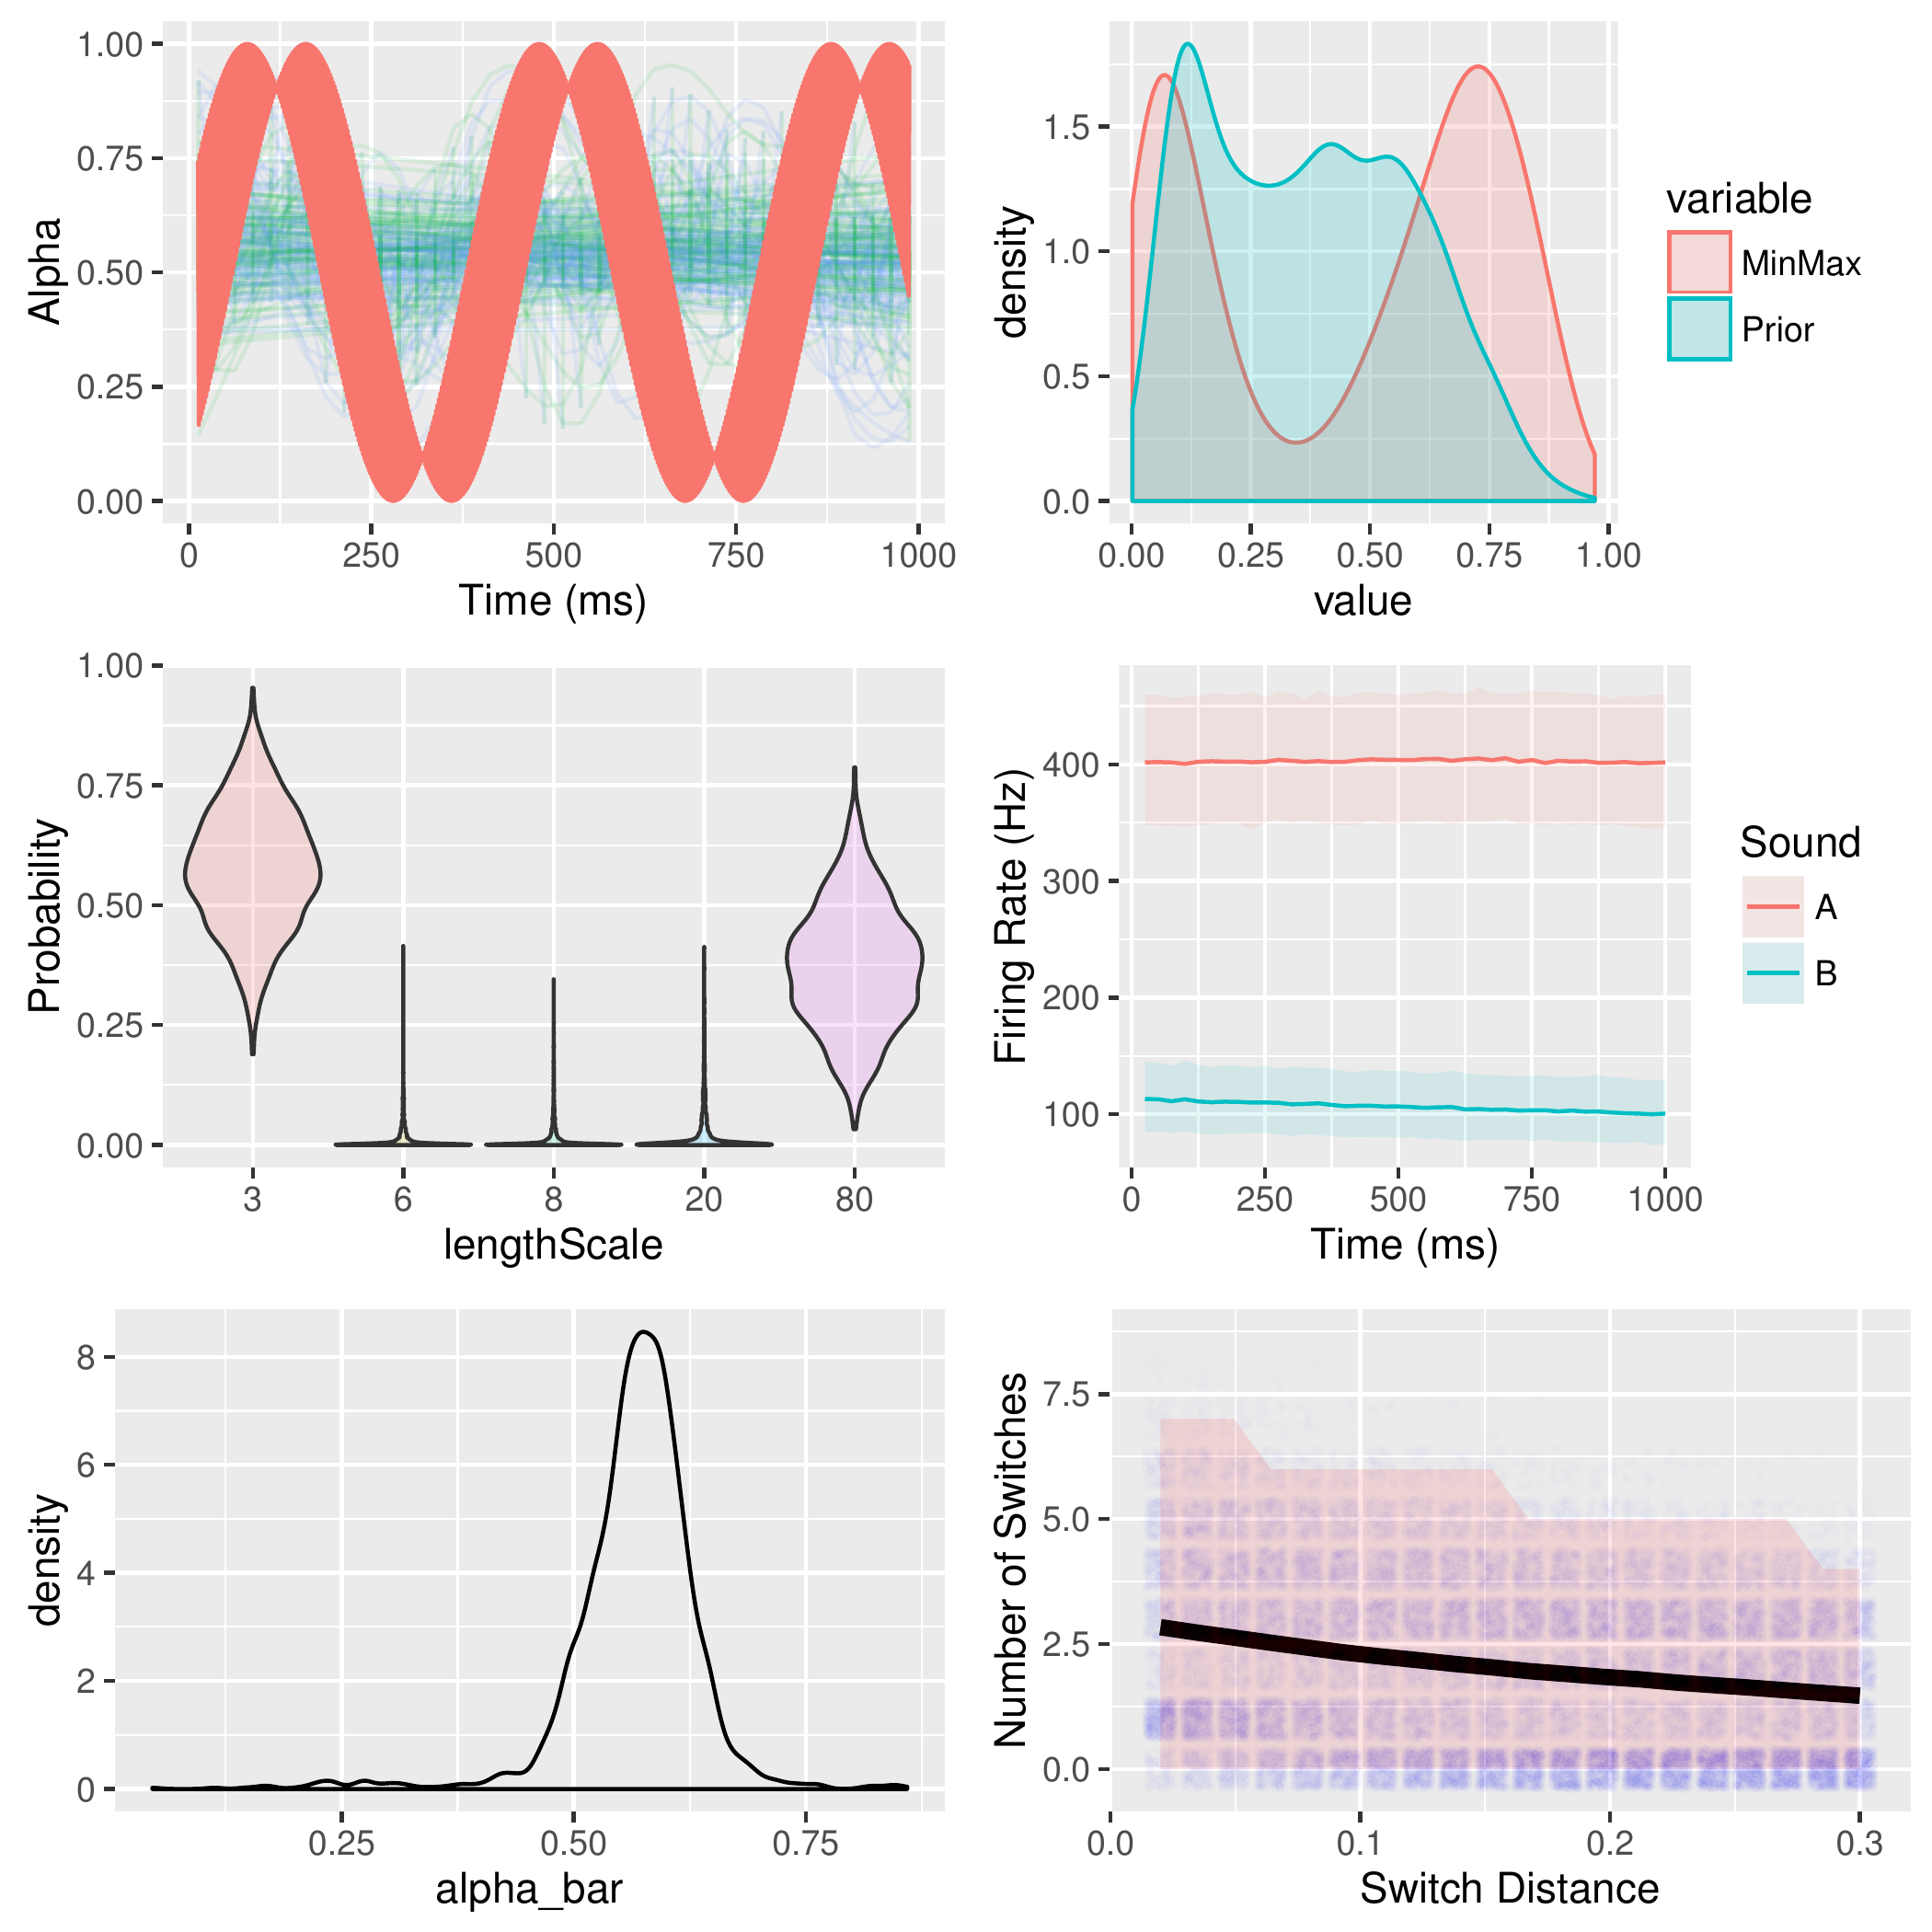 1.00
0.75
0.50
0.25
0.00
Alpha
0 250 500 750 1000
Time (ms)
1.5
1.0
0.5
0.0
density
0.00 0.25 0.50 0.75 1.00
value
variable
MinMax
Prior
1.00
0.75
0.50
0.25
0.00
Probability
3 6 8 20 80
lengthScale
400
300
200
100
Firing Rate (Hz)
0 250 500 750 1000
Time (ms)
Sound
A
B
8
6
4
2
0
density
0.25 0.50 0.75
alpha_bar
7.5
5.0
2.5
0.0
Number of Switches
0.0 0.1 0.2 0.3
Switch Distance